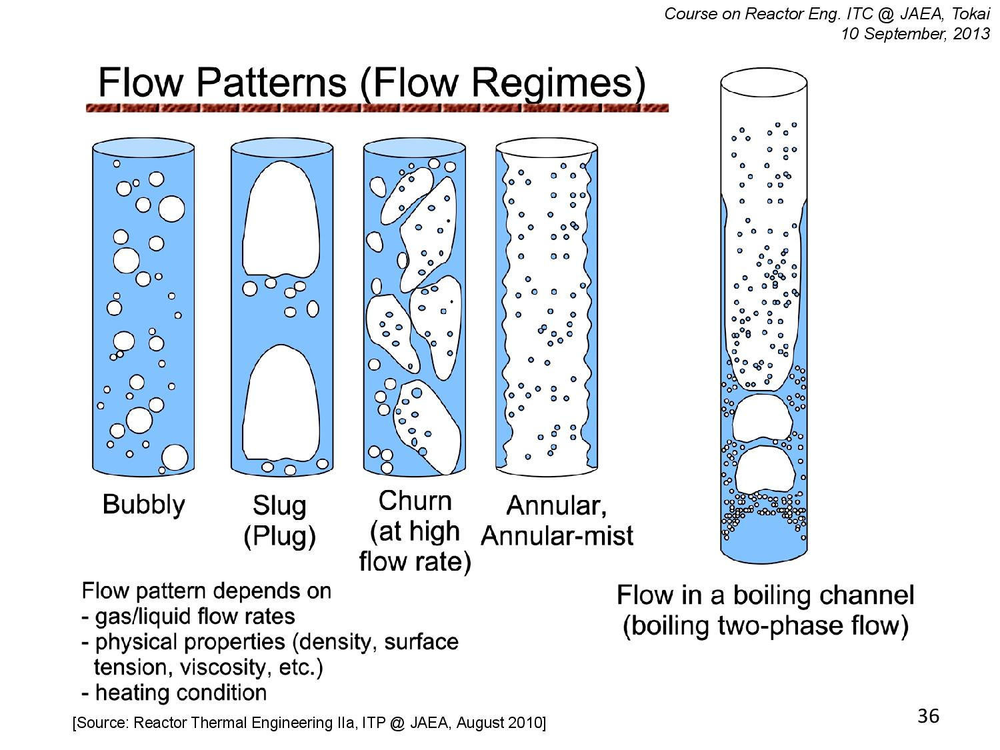 Course on Reactor Eng. ITC @ JAEA, Tokai
10 September, 2013
Flow Patterns (Flow Regimes)
Bubbly
Slug
(Plug)
Churn
(at high
flow rate)
Annular,
Annular-mist
Flow in a boiling channel
(boiling two-phase flow)
Flow pattern depends on
- gas/liquid flow rates
- physical properties (density, surface
tension, viscosity, etc.)
- heating condition
[Source: Reactor Thermal Engineering IIa, ITP @ JAEA, August 2010]
36